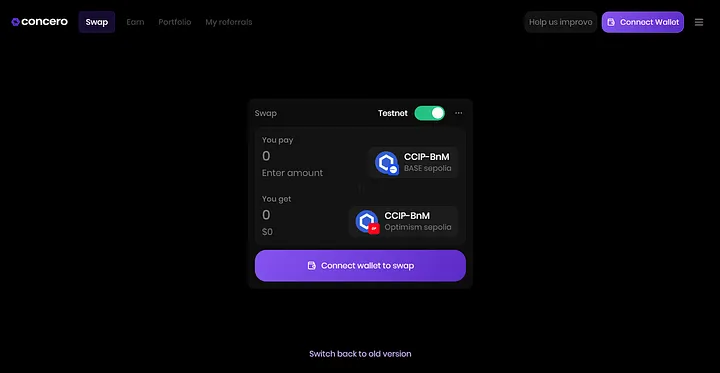 concero Swap Earn Portfolio My referrals Help us improvo Connect Wallet
Swap Testnet
You pay
0
Enter amount
CCIP-BnM
BASE sepolia
You get
0
$0
CCIP-BnM
Optimism sepolia
Connect wallet to swap
Switch back to old version